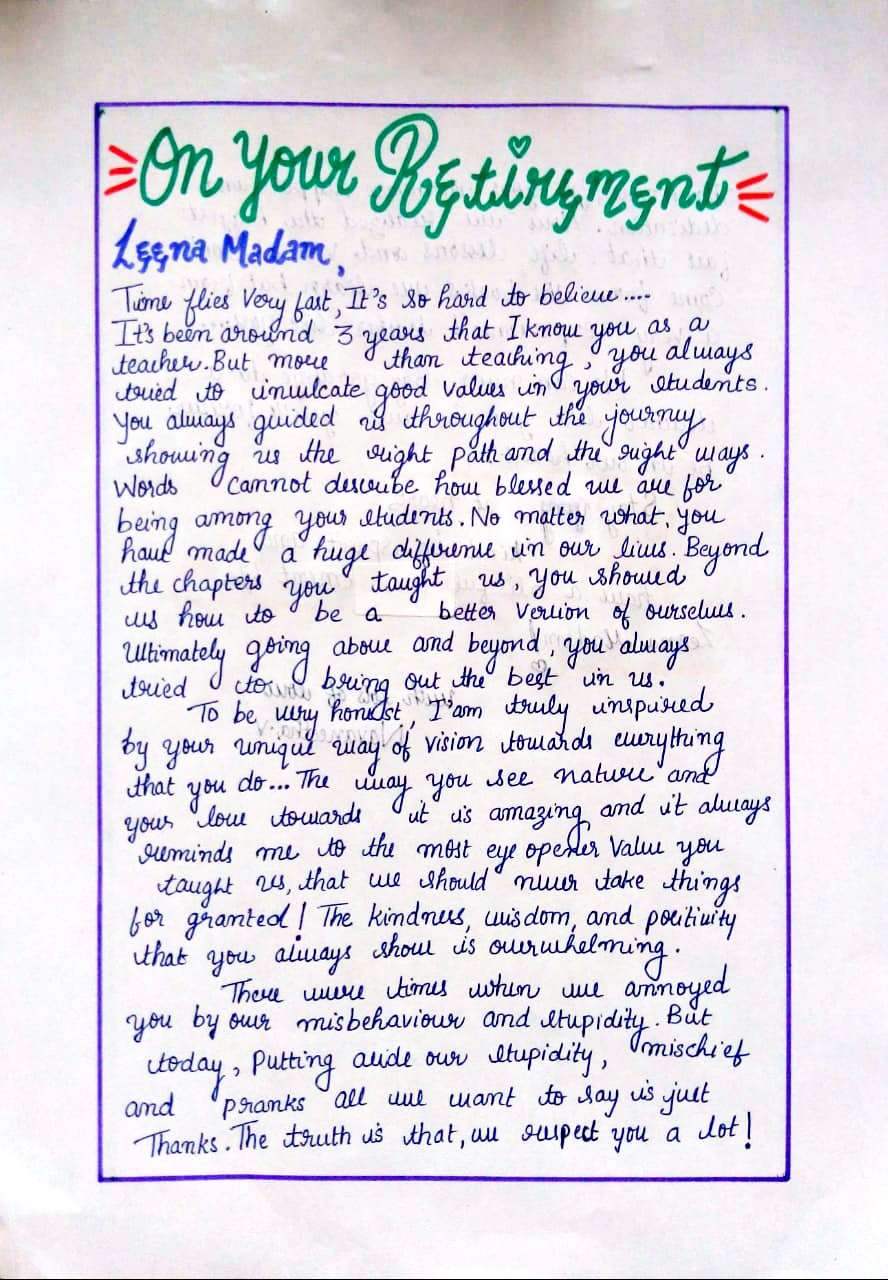 On Your Retirement
Leena Madam,
Time flies Very fast, It's so hard to believe....
It's been around 3 years that I know you as a
teacher. But more than teaching, you always
tried to inculcate good values in your students.
You always guided us throughout the journey
showing us the right path and the right ways.
Words cannot describe how blessed we are for
being among your students. No matter what, you
have made a huge difference in our lives. Beyond
the chapters you taught us, you showed
us how to be a better version of ourselves.
Ultimately going above and beyond, you always
tried to bring out the best in us.
To be very honest, I'am truly inspired
by your unique way of vision towards everything
that you do... The way you see nature and
your love towards it is amazing and it always
reminds me to the most eye opener Value you
taught us, that we should never take things
for granted! The kindness, wisdom, and positivity
that you always show is overwhelming.
There were times when we annoyed
you by our misbehaviour and stupidity. But
today, Putting aside our stupidity, mischief
and pranks all we want to say is just
Thanks. The truth is that, we respect you a lot!